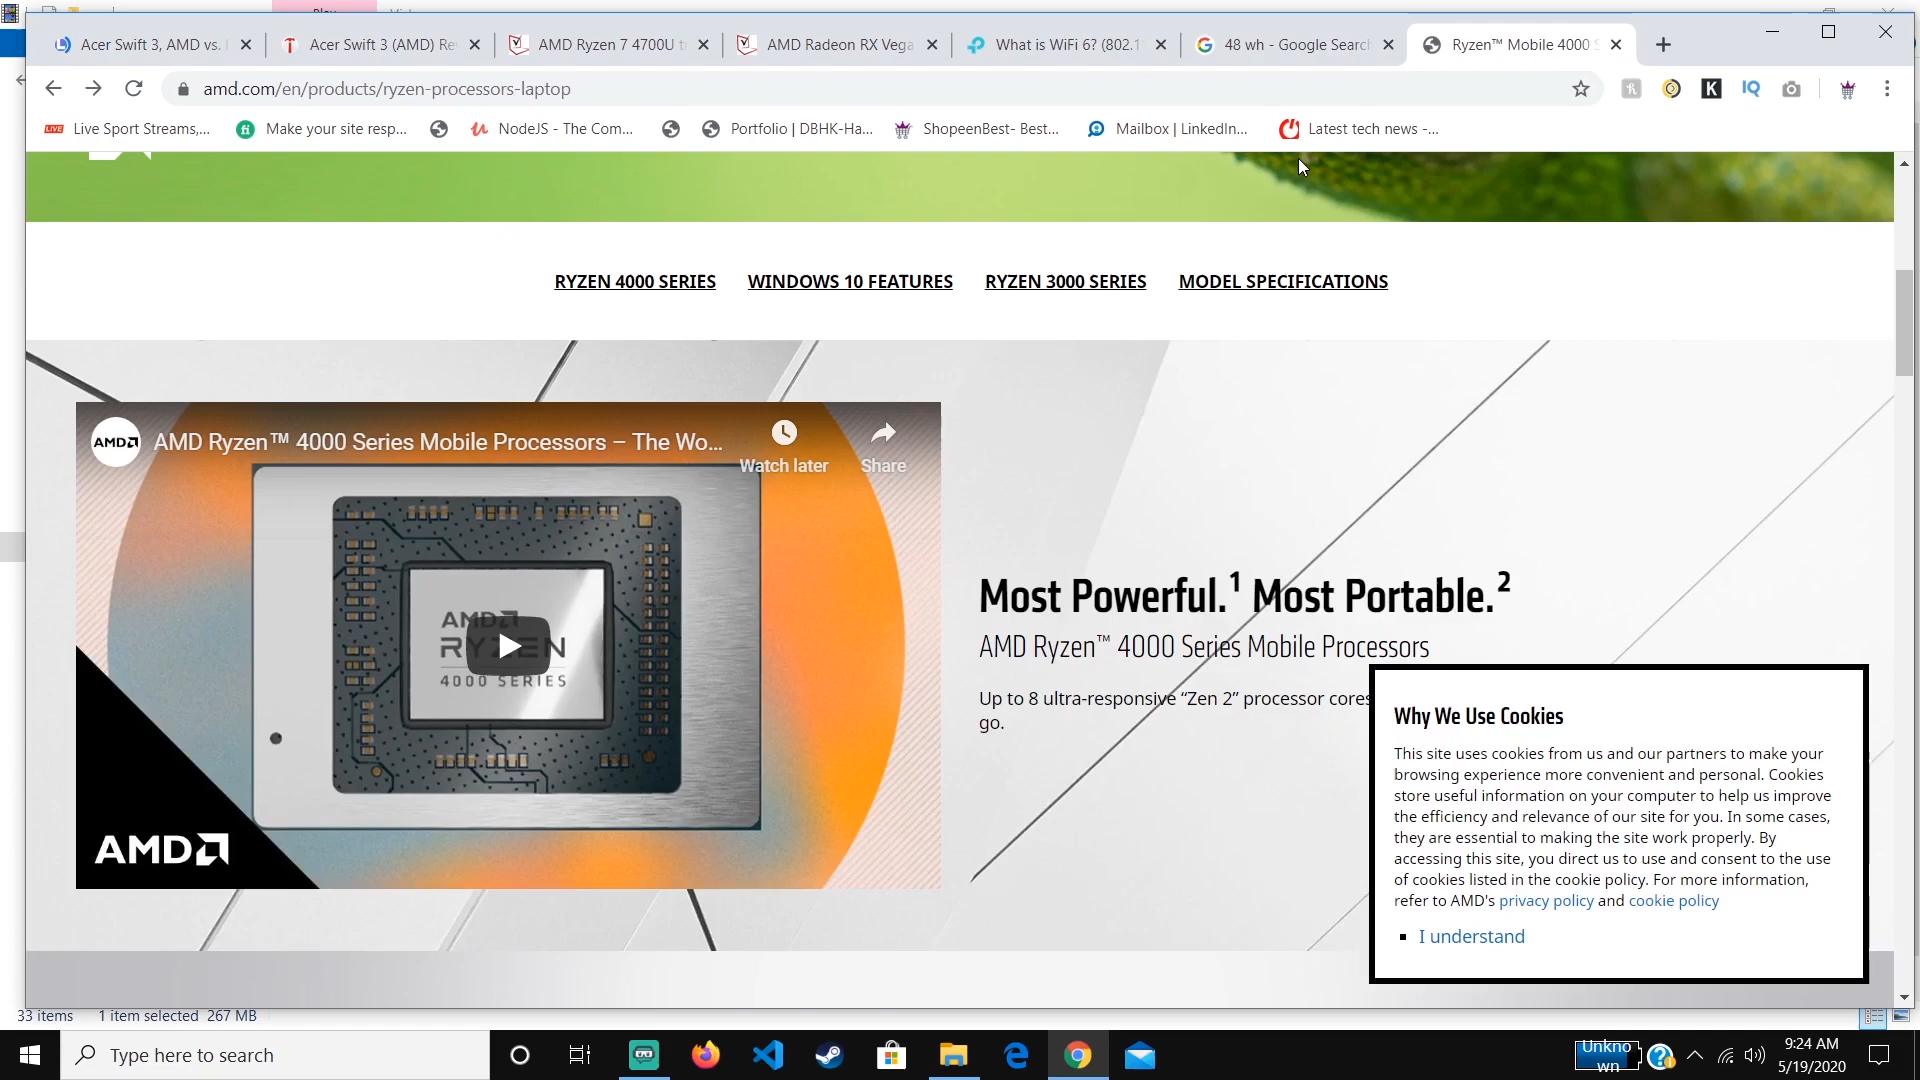 Acer Swift 3, AMD vs.
Acer Swift 3 (AMD) Re
AMD Ryzen 7 4700U
AMD Radeon RX Vega
What is WiFi 6? (802.1
48 wh - Google Search
Ryzen™ Mobile 4000 S
amd.com/en/products/ryzen-processors-laptop
K
IQ
LIVE
Live Sport Streams,...
fi
Make your site resp...
NodeJS - The Com...
Portfolio | DBHK-Ha...
ShopeenBest- Best...
Mailbox | LinkedIn...
Latest tech news -...
RYZEN 4000 SERIES
WINDOWS 10 FEATURES
RYZEN 3000 SERIES
MODEL SPECIFICATIONS
AMD
AMD Ryzen™ 4000 Series Mobile Processors – The Wo...
Watch later
Share
AMD
RYZEN
4000 SERIES
AMD
Most Powerful.¹ Most Portable.²
AMD Ryzen™ 4000 Series Mobile Processors
Up to 8 ultra-responsive “Zen 2” processor cores
go.
Why We Use Cookies
This site uses cookies from us and our partners to make your
browsing experience more convenient and personal. Cookies
store useful information on your computer to help us improve
the efficiency and relevance of our site for you. In some cases,
they are essential to making the site work properly. By
accessing this site, you direct us to use and consent to the use
of cookies listed in the cookie policy. For more information,
refer to AMD's privacy policy and cookie policy
I understand
33 items
1 item selected 267 MB
Type here to search
Unkno
wn
9:24 AM
5/19/2020